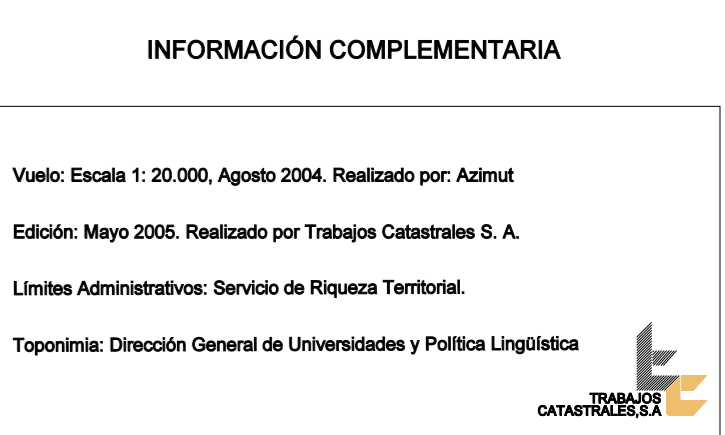 INFORMACIÓN COMPLEMENTARIA
Vuelo: Escala 1: 20.000, Agosto 2004. Realizado por: Azimut
Edición: Mayo 2005. Realizado por Trabajos Catastrales S. A.
Límites Administrativos: Servicio de Riqueza Territorial.
Toponimia: Dirección General de Universidades y Política Lingüística
TRABAJOS
CATASTRALES,S.A